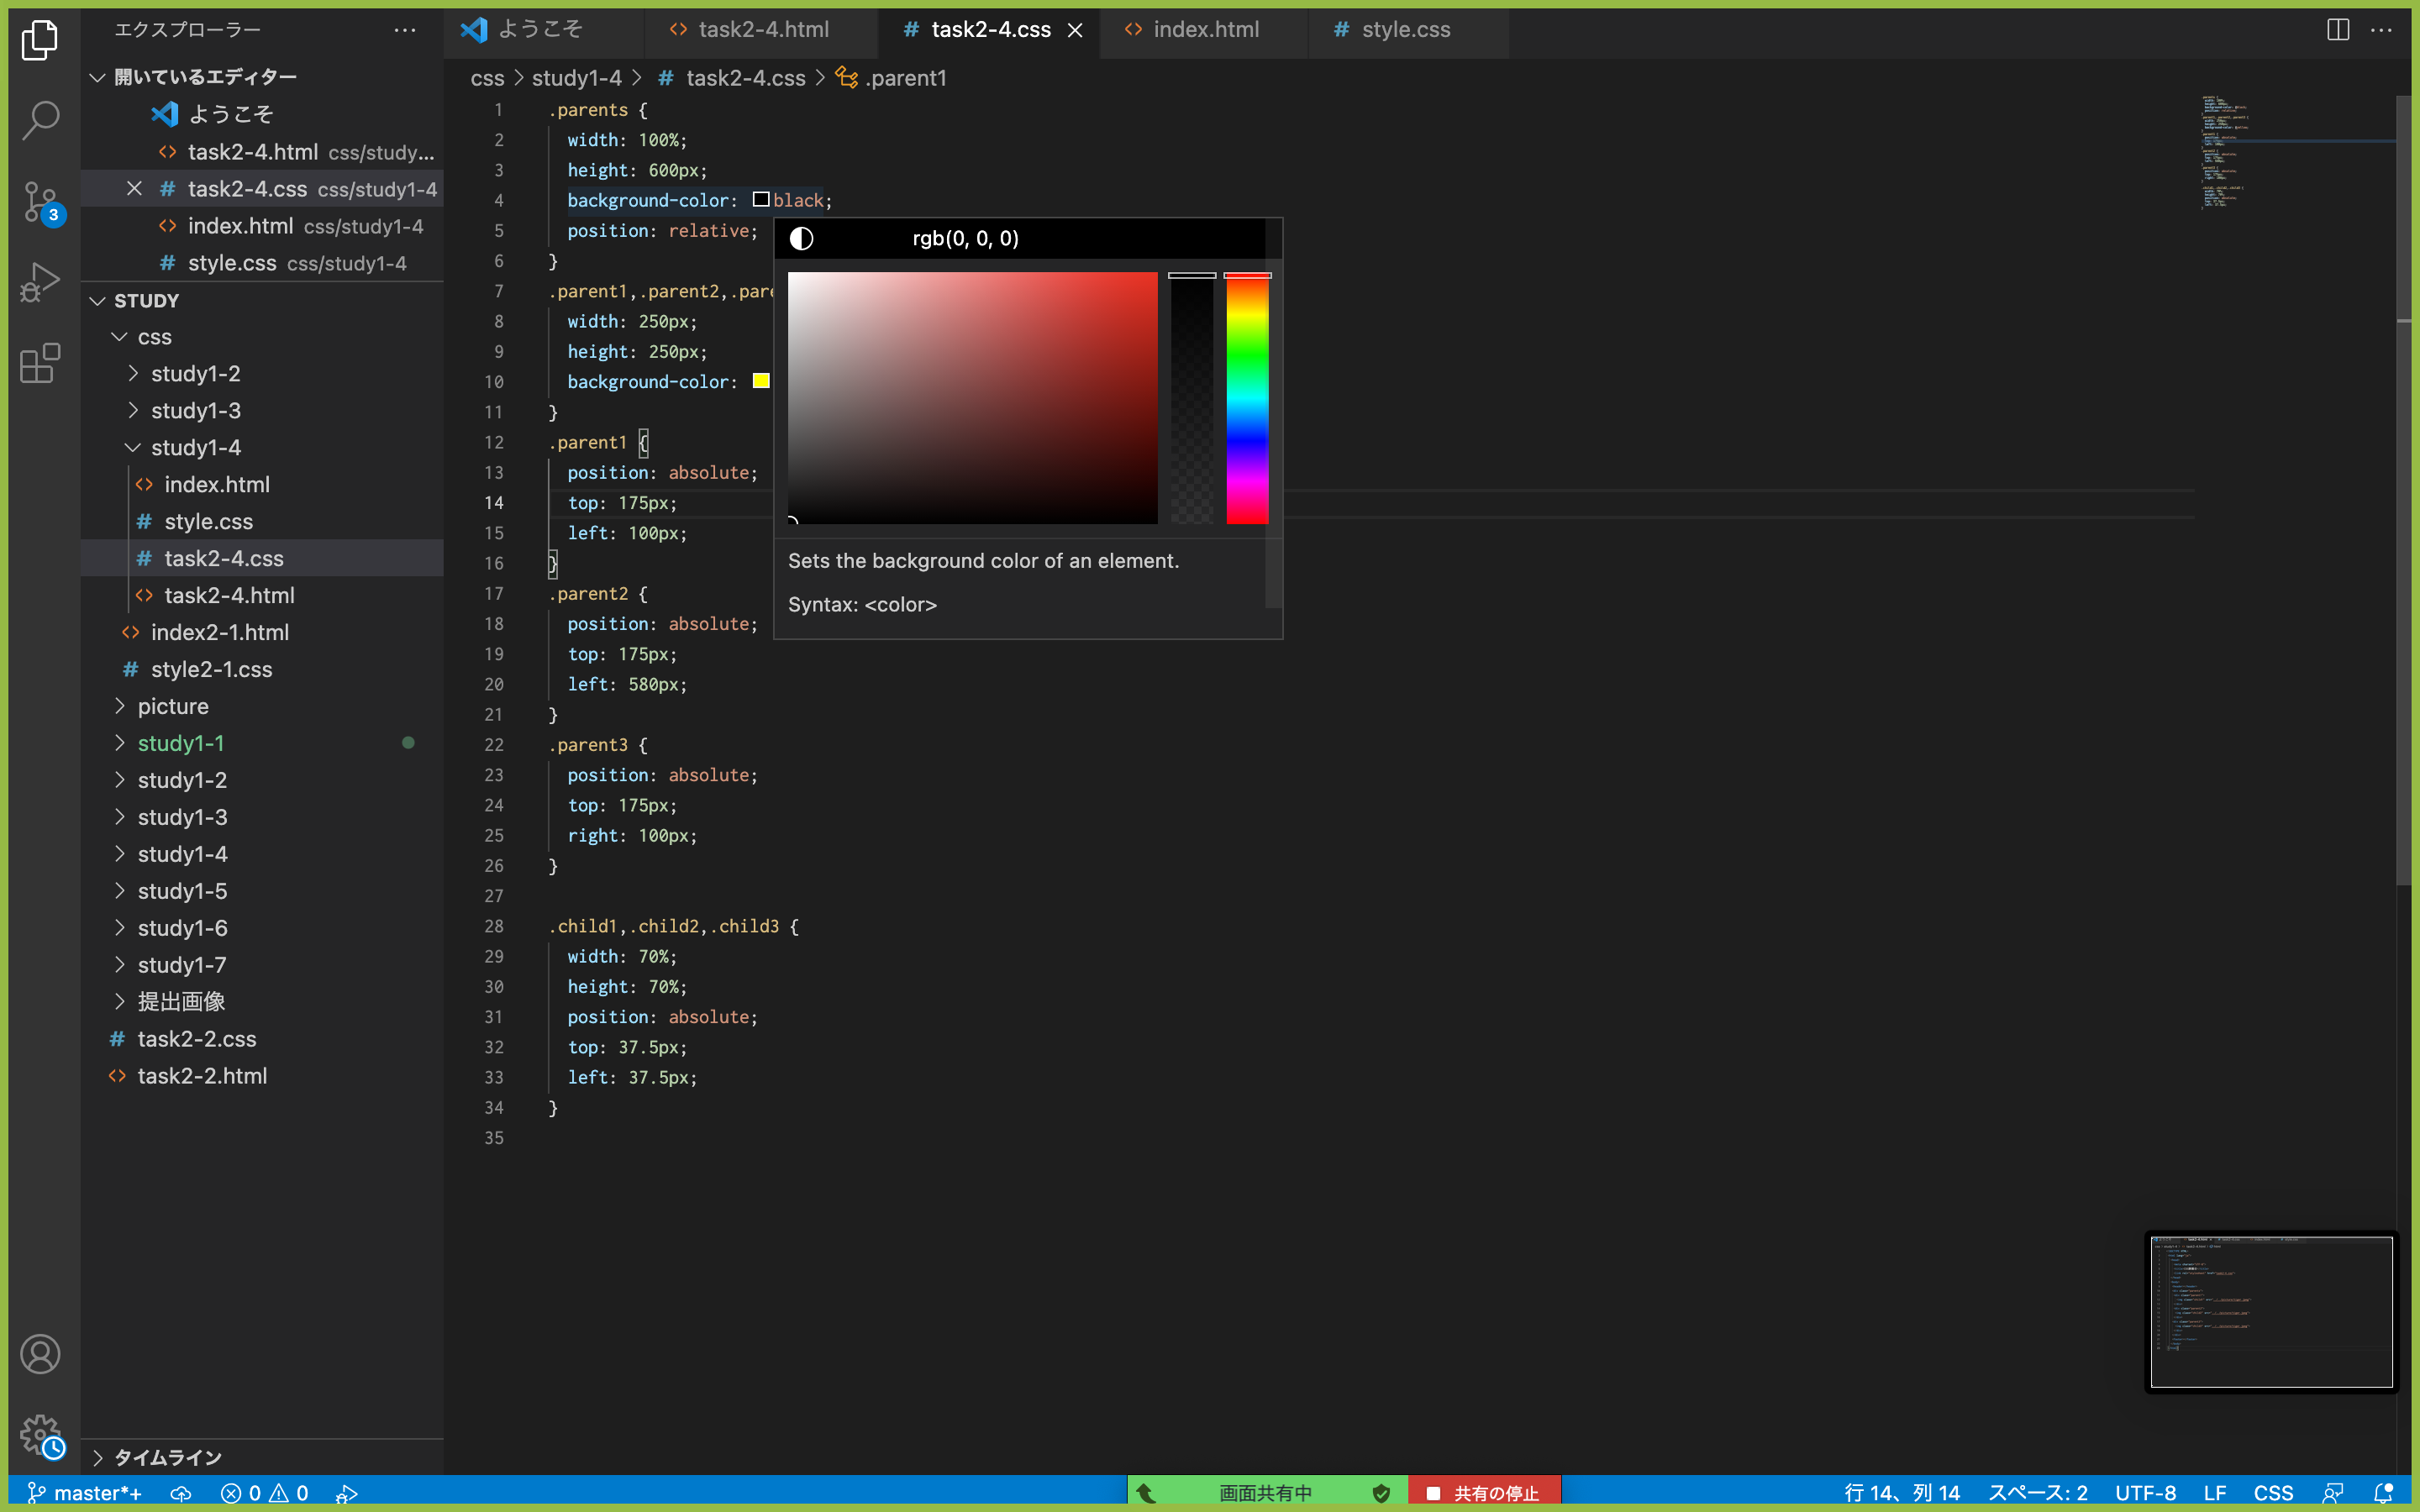 エクスプローラー
開いているエディター
ようこそ
task2-4.html css/study...
# task2-4.css css/study1-4
index.html css/study1-4
# style.css css/study1-4
STUDY
css
study1-2
study1-3
study1-4
index.html
# style.css
# task2-4.css
task2-4.html
index2-1.html
# style2-1.css
picture
study1-1
study1-2
study1-3
study1-4
study1-5
study1-6
study1-7
提出画像
# task2-2.css
task2-2.html
タイムライン
3
ようこそ
task2-4.html
# task2-4.css
index.html
# style.css
css > study1-4 > # task2-4.css > .parent1
1 .parents {
2 width: 100%;
3 height: 600px;
4 background-color: black;
5 position: relative;
6 }
7 .parent1,.parent2,.pare
8 width: 250px;
9 height: 250px;
10 background-color:
11 }
12 .parent1 {
13 position: absolute;
14 top: 175px;
15 left: 100px;
16 }
17 .parent2 {
18 position: absolute;
19 top: 175px;
20 left: 580px;
21 }
22 .parent3 {
23 position: absolute;
24 top: 175px;
25 right: 100px;
26 }
27
28 .child1,.child2,.child3 {
29 width: 70%;
30 height: 70%;
31 position: absolute;
32 top: 37.5px;
33 left: 37.5px;
34 }
35
rgb(0, 0, 0)
Sets the background color of an element.
Syntax: <color>
master*+ 0 0
画面共有中
共有の停止
行 14、列 14 スペース: 2 UTF-8 LF CSS